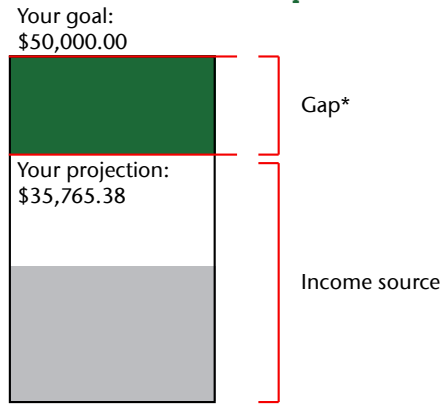 Your goal:
$50,000.00
Gap*
Your projection:
$35,765.38
Income source